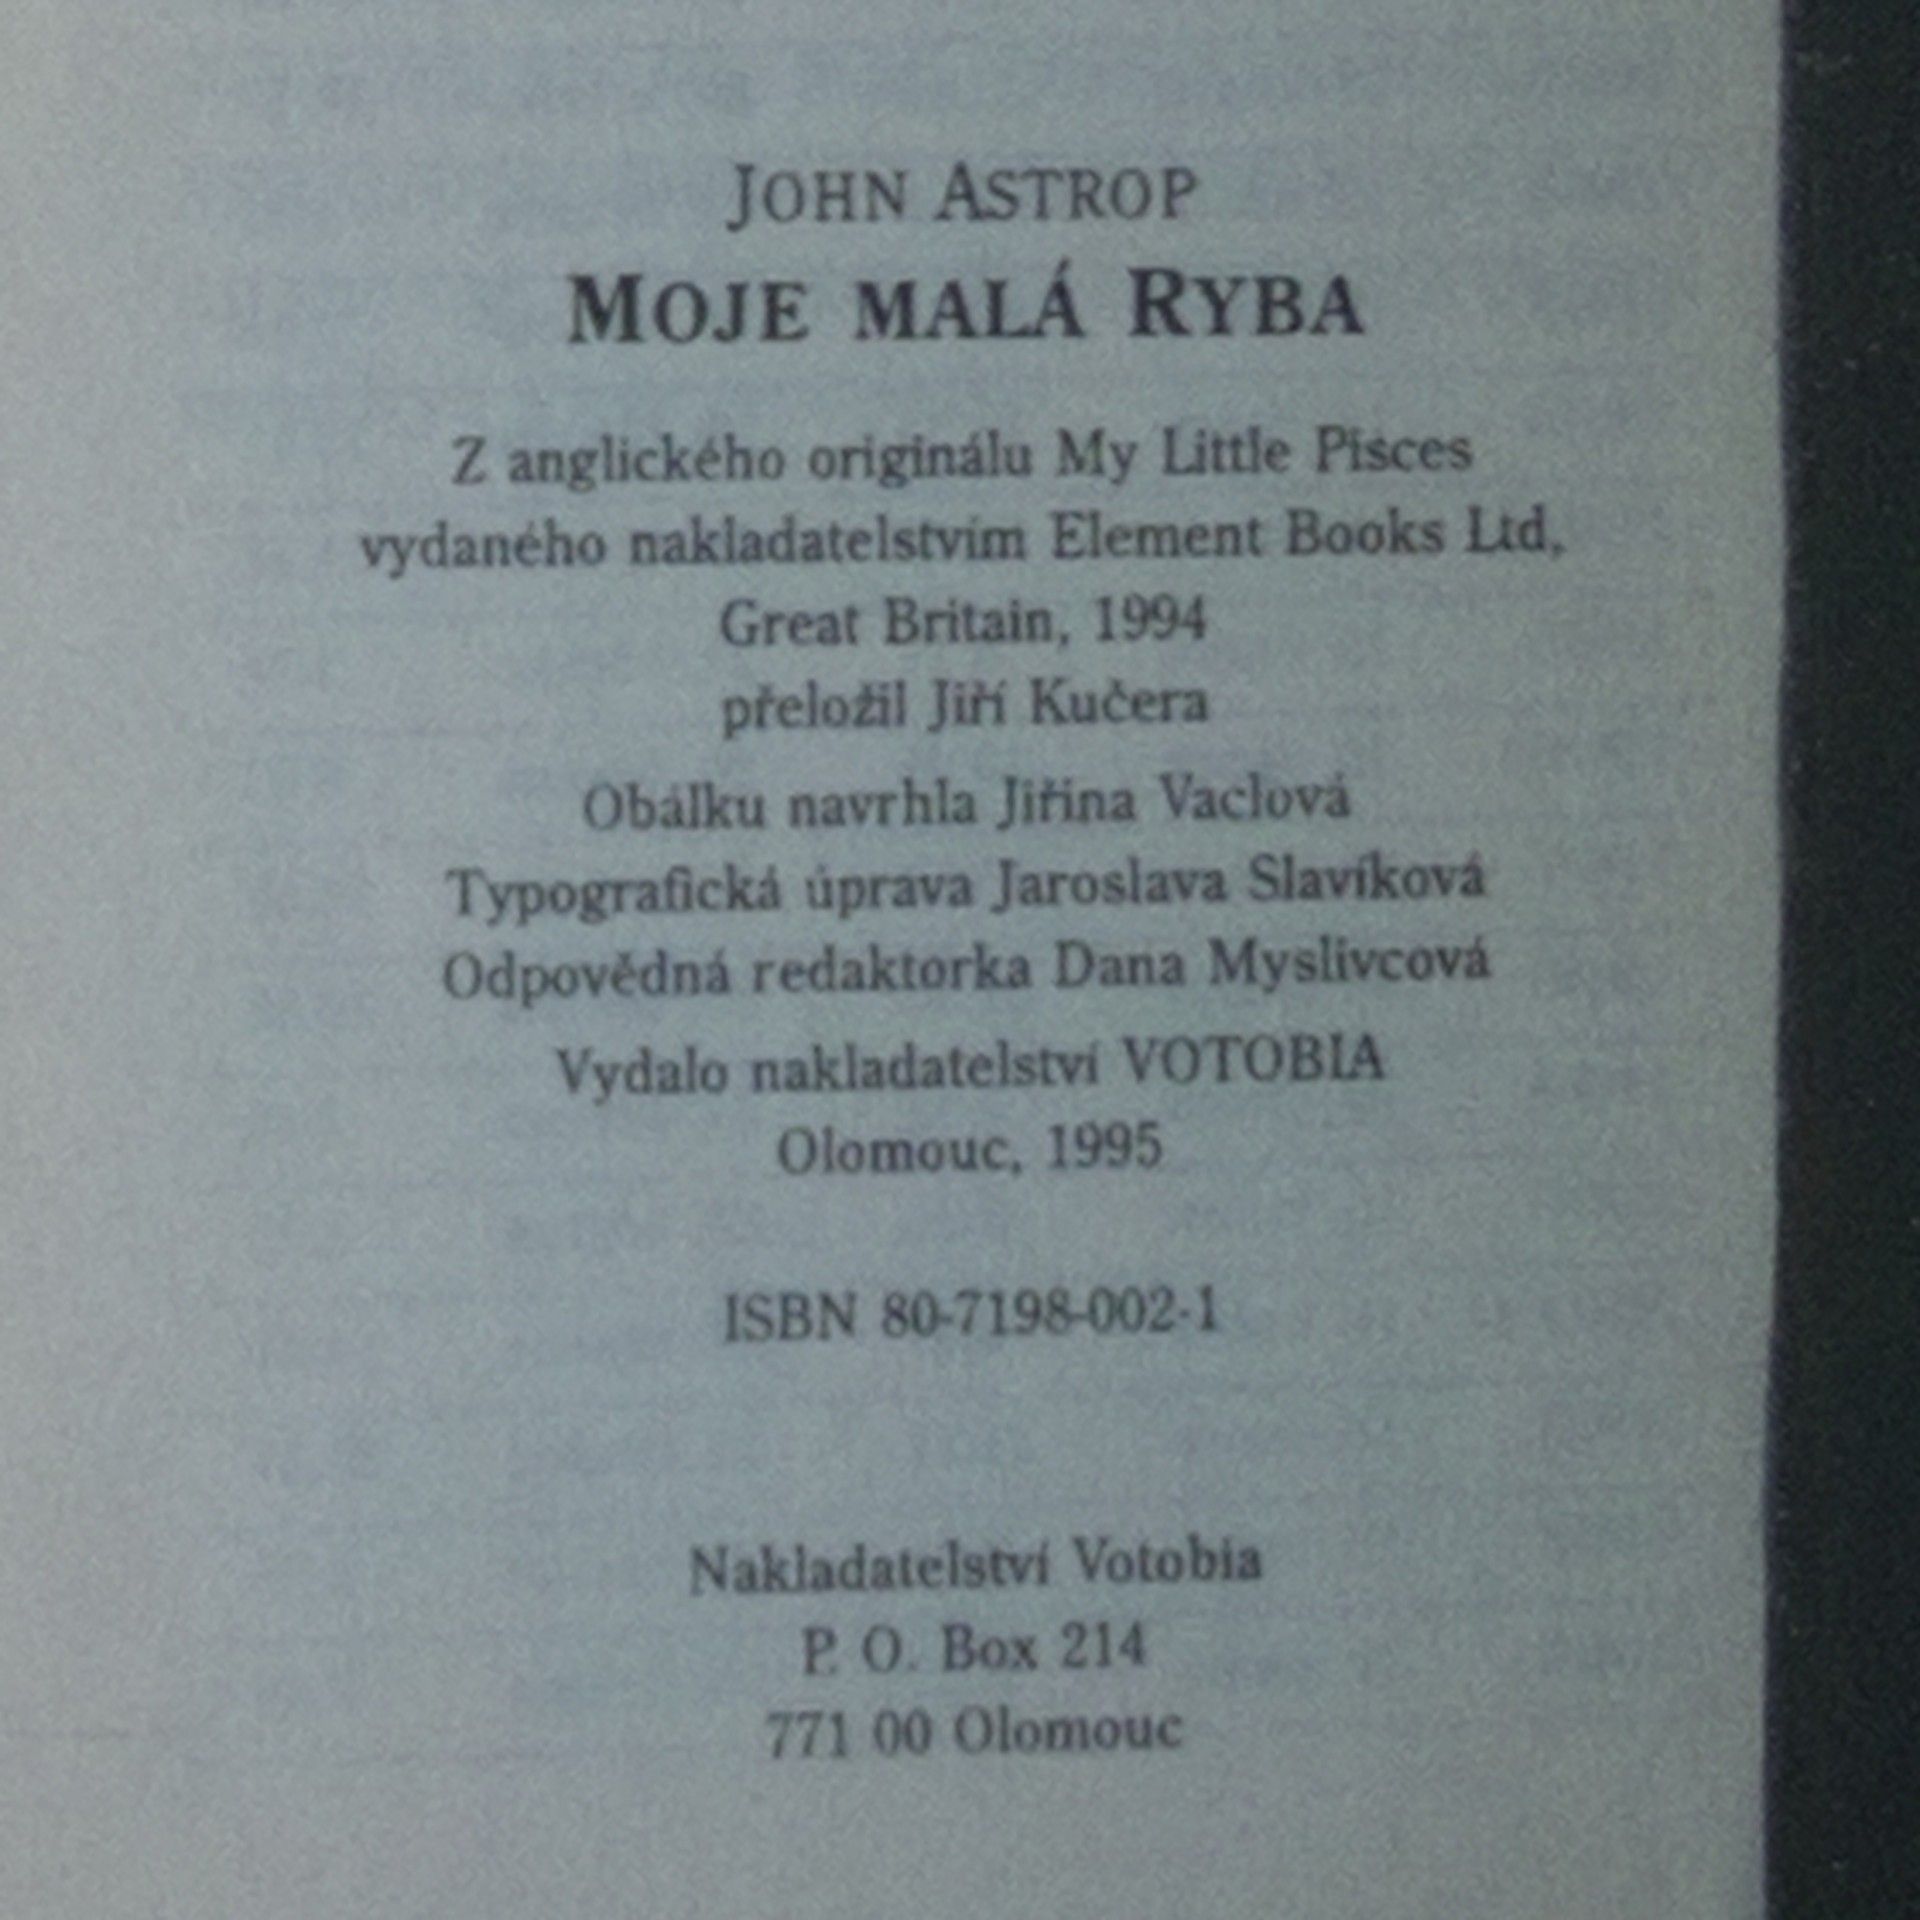 JOHN ASTROP
MOJE MALÁ RYBA
Z anglického originálu My Little Pisces
vydaného nakladatelstvím Element Books Ltd,
Great Britain, 1994
přeložil Jiří Kučera
Obálku navrhla Jiřina Vaclová
Typografická úprava Jaroslava Slavíková
Odpovědná redaktorka Dana Myslivcová
Vydalo nakladatelství VOTOBIA
Olomouc, 1995
ISBN 80-7198-002-1
Nakladatelství Votobia
P. O. Box 214
771 00 Olomouc